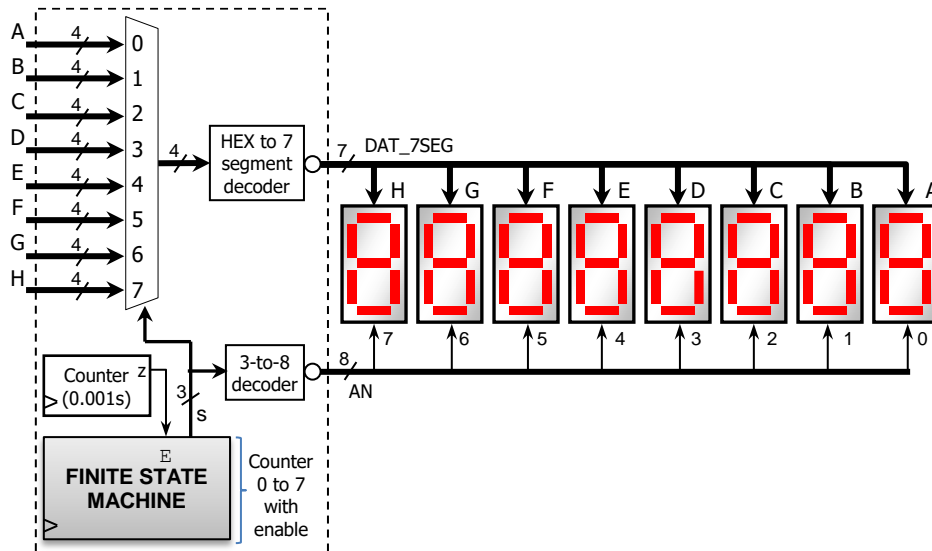 A 4 0
B 4 1
C 4 2
D 4 3
E 4 4
F 4 5
G 4 6
H 4 7
4
HEX to 7
segment
decoder
7 DAT_7SEG
H G F E D C B A
7 6 5 4 3 2 1 0
3-to-8
decoder
8
AN
Counter
(0.001s)
z
3
s
E
FINITE STATE
MACHINE
Counter
0 to 7
with
enable